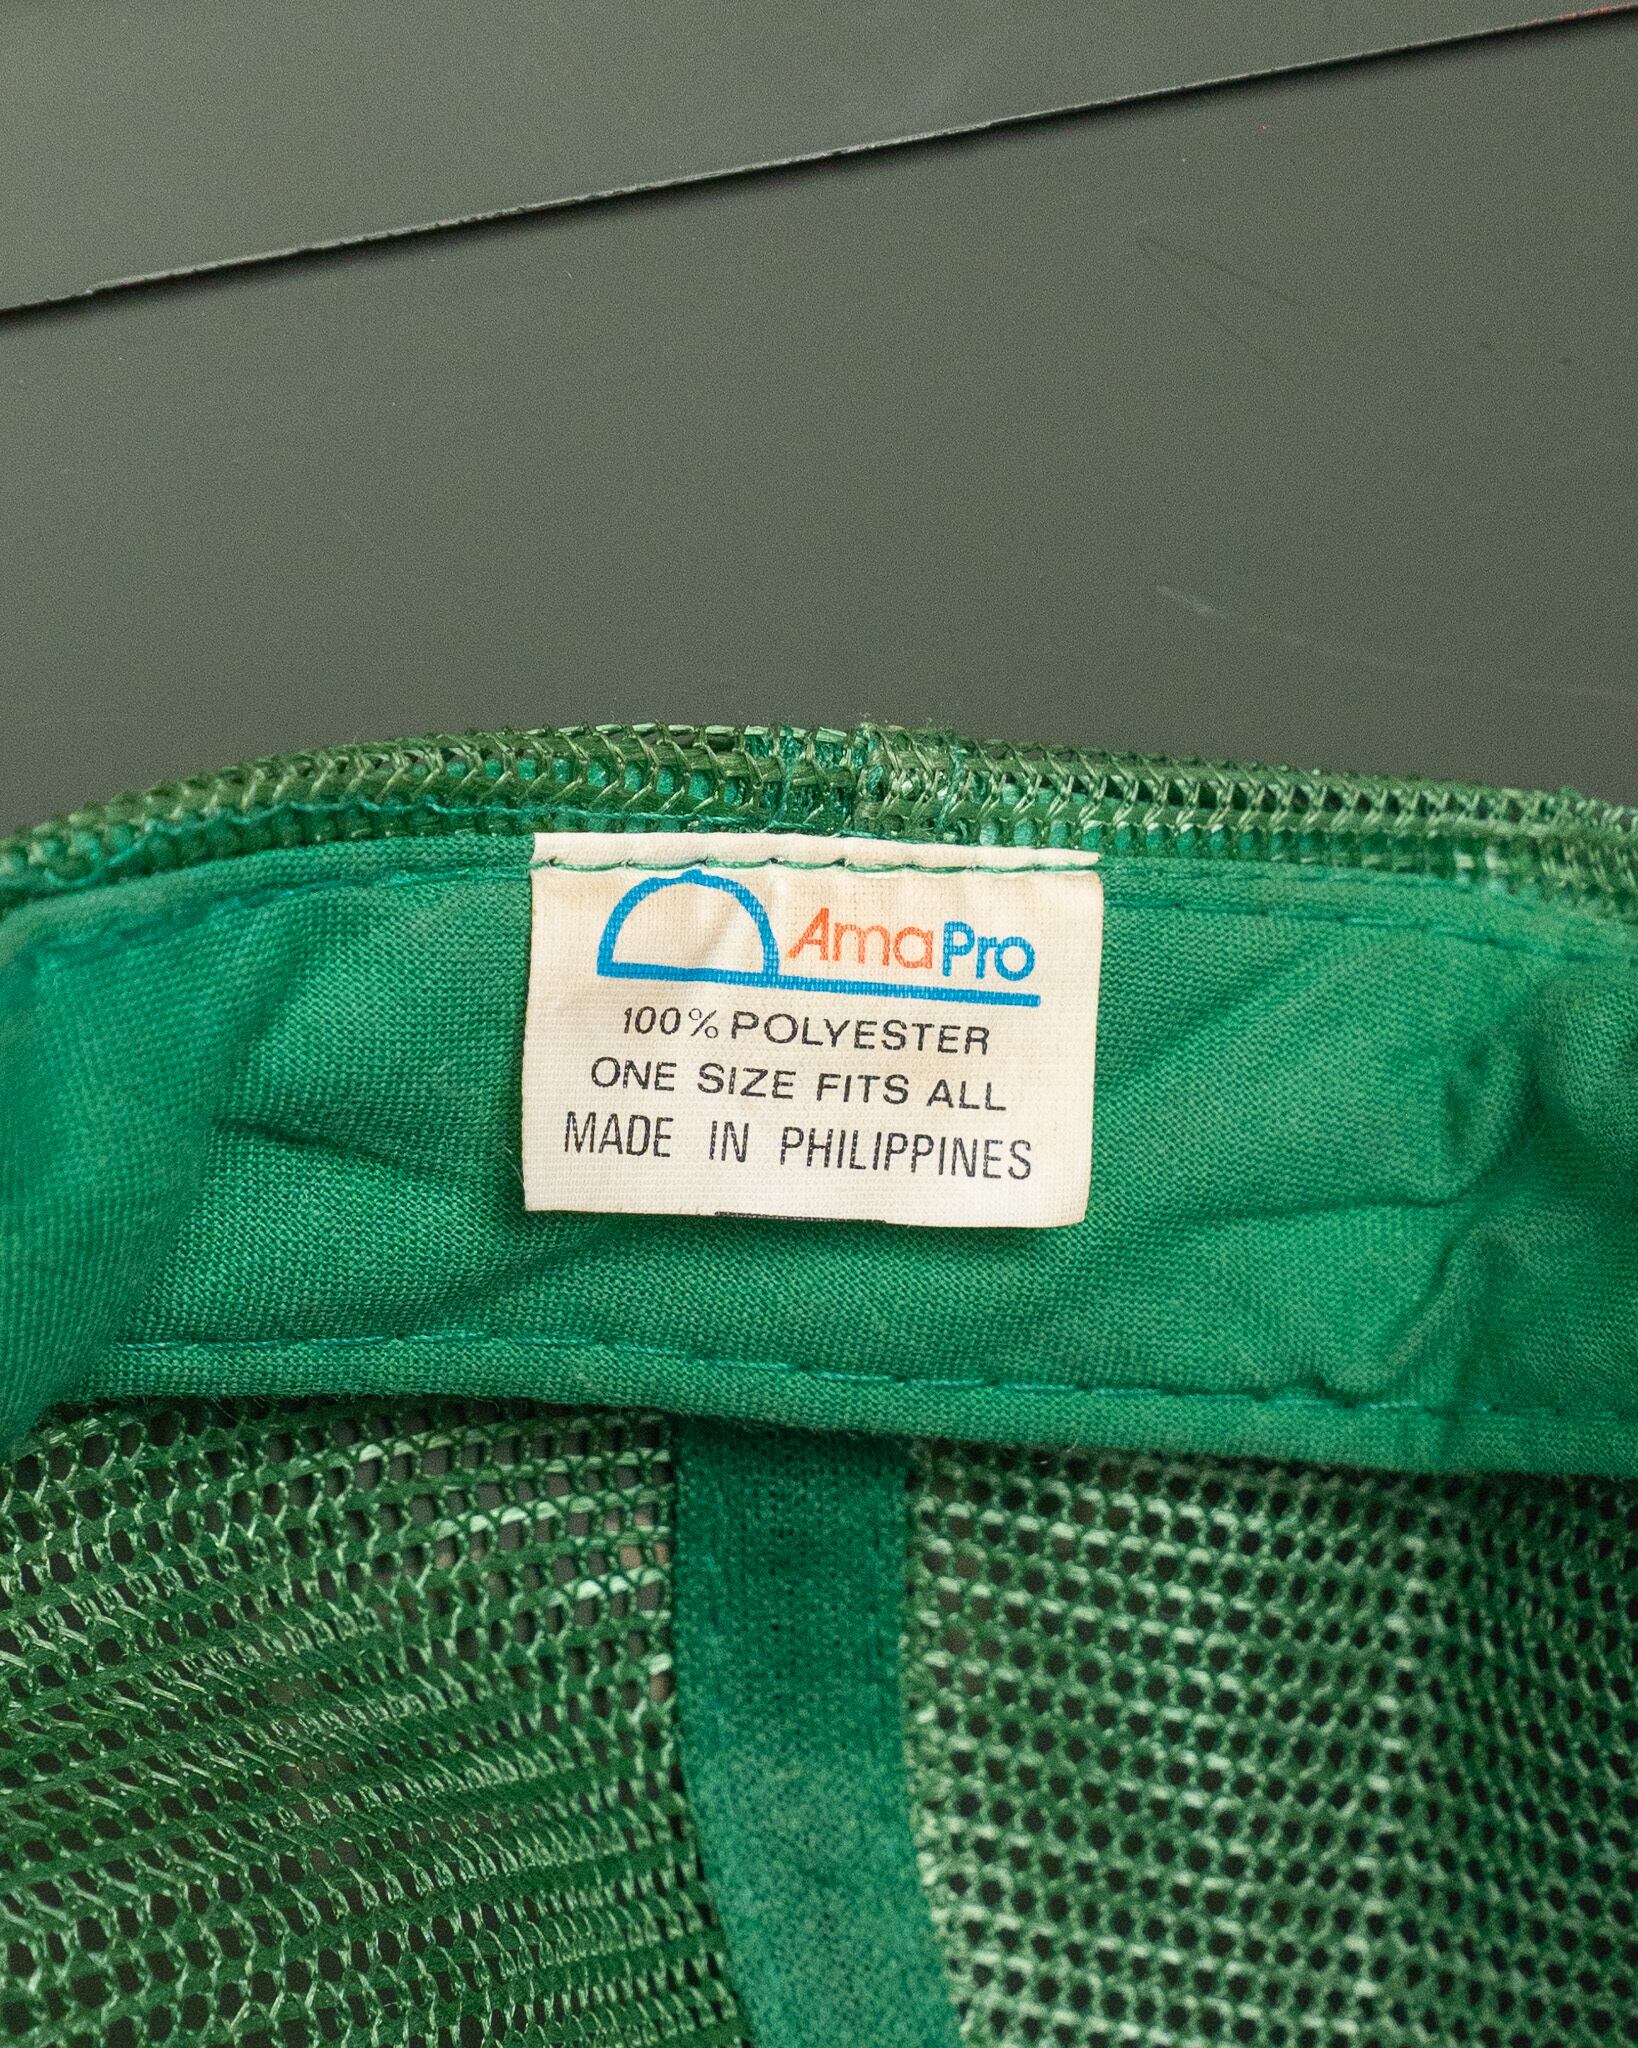 AmaPro
100% POLYESTER
ONE SIZE FITS ALL
MADE IN PHILIPPINES